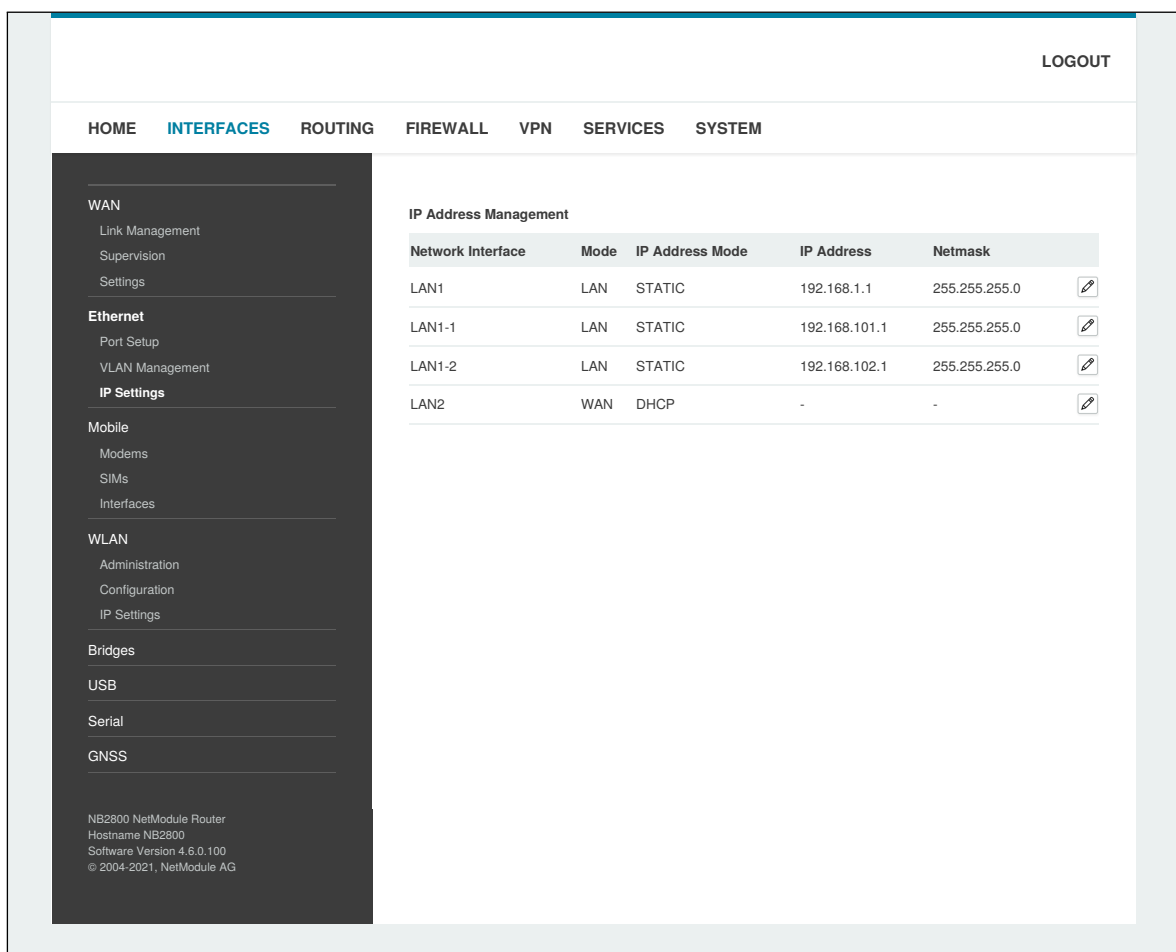 LOGOUT
HOME INTERFACES ROUTING FIREWALL VPN SERVICES SYSTEM
WAN
Link Management
Supervision
Settings
Ethernet
Port Setup
VLAN Management
IP Settings
Mobile
Modems
SIMs
Interfaces
WLAN
Administration
Configuration
IP Settings
Bridges
USB
Serial
GNSS
NB2800 NetModule Router
Hostname NB2800
Software Version 4.6.0.100
© 2004-2021, NetModule AG
IP Address Management
Network Interface Mode IP Address Mode IP Address Netmask
LAN1 LAN STATIC 192.168.1.1 255.255.255.0
LAN1-1 LAN STATIC 192.168.101.1 255.255.255.0
LAN1-2 LAN STATIC 192.168.102.1 255.255.255.0
LAN2 WAN DHCP - -